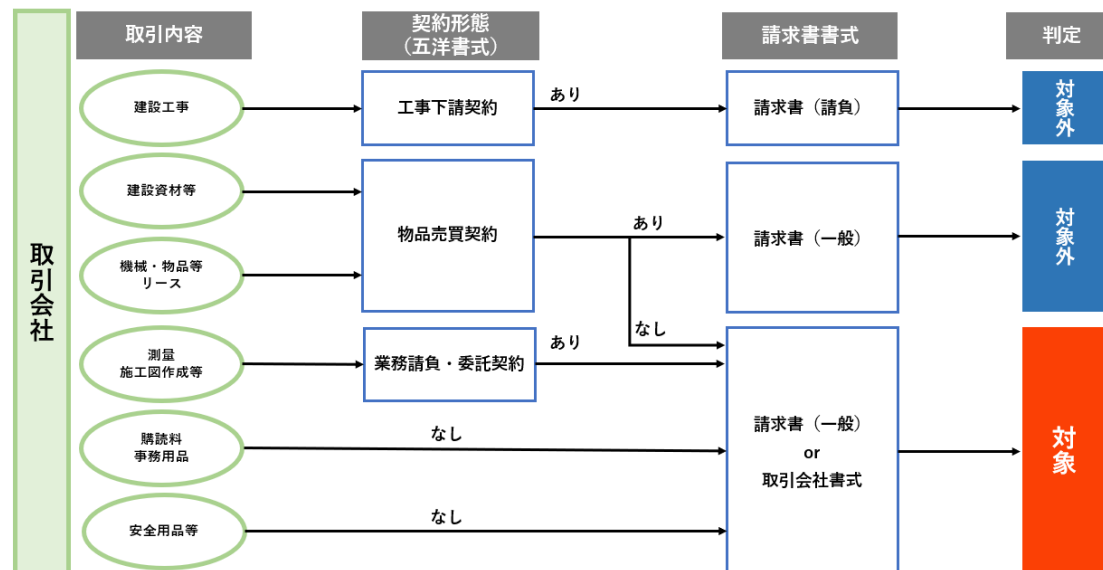 取引会社
取引内容
契約形態
（五洋書式）
請求書書式
判定
建設工事
工事下請契約
あり
請求書（請負）
対象外
建設資材等
機械・物品等
リース
物品売買契約
あり
請求書（一般）
対象外
なし
測量
施工図作成等
業務請負・委託契約
あり
購読料
事務用品
なし
安全用品等
なし
請求書（一般）
or
取引会社書式
対象